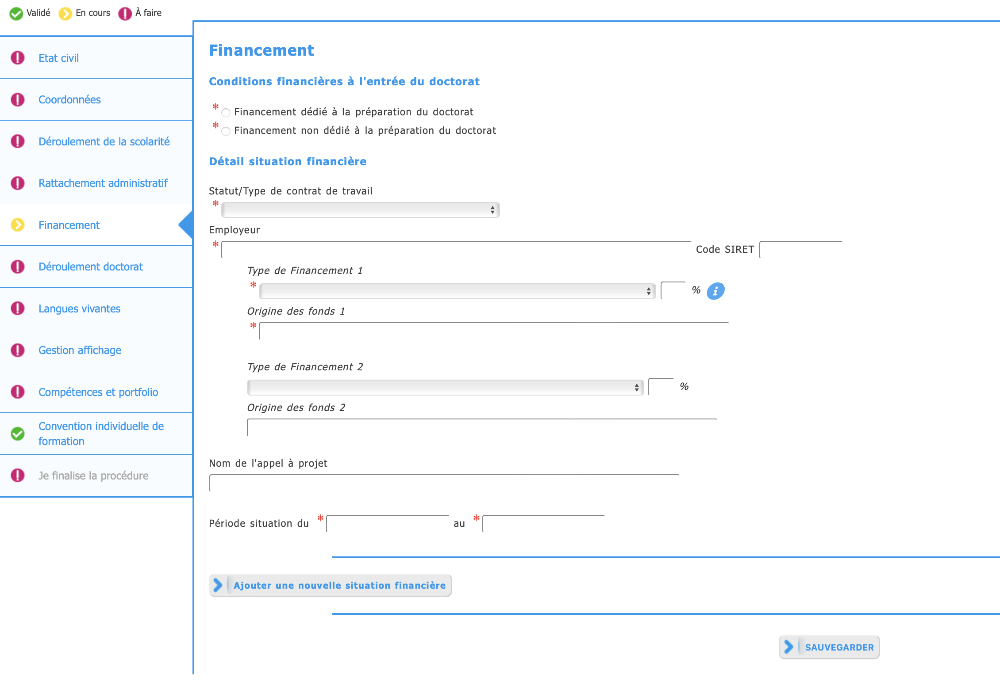 Validé En cours À faire
Etat civil
Coordonnées
Déroulement de la scolarité
Rattachement administratif
Financement
Déroulement doctorat
Langues vivantes
Gestion affichage
Compétences et portfolio
Convention individuelle de
formation
Je finalise la procédure
Financement
Conditions financières à l'entrée du doctorat
* Financement dédié à la préparation du doctorat
* Financement non dédié à la préparation du doctorat
Détail situation financière
Statut/Type de contrat de travail
*
Employeur
* Code SIRET
Type de Financement 1
* % i
Origine des fonds 1
*
Type de Financement 2
%
Origine des fonds 2
Nom de l'appel à projet
Période situation du * au *
Ajouter une nouvelle situation financière
SAUVEGARDER